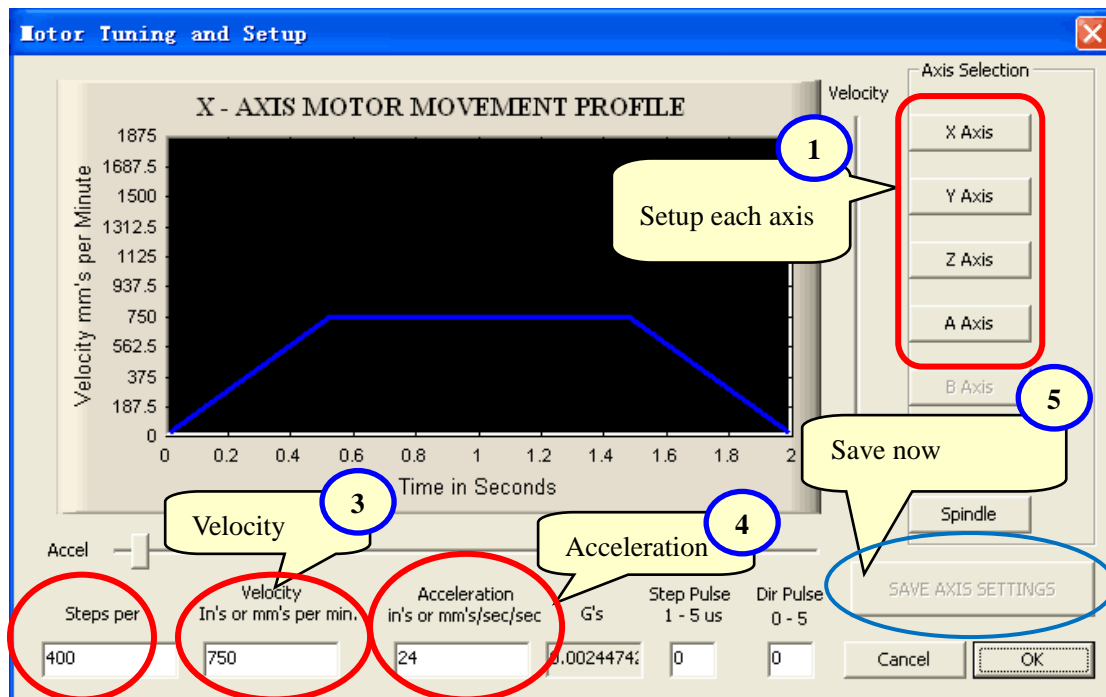 Motor Tuning and Setup
Axis Selection
X - AXIS MOTOR MOVEMENT PROFILE
Velocity
Velocity mm's per Minute
1875
1687.5
1500
1312.5
1125
937.5
750
562.5
375
187.5
0
0 0.2 0.4 0.6 0.8 1 1.2 1.4 1.6 1.8 2
Time in Seconds
1
Setup each axis
X Axis
Y Axis
Z Axis
A Axis
B Axis
5
Save now
Spindle
3
Velocity
4
Acceleration
Accel
Steps per
400
Velocity
In's or mm's per min.
750
Acceleration
in's or mm's/sec/sec
24
G's
0.00244742
Step Pulse
1 - 5 us
0
Dir Pulse
0 - 5
0
SAVE AXIS SETTINGS
Cancel
OK